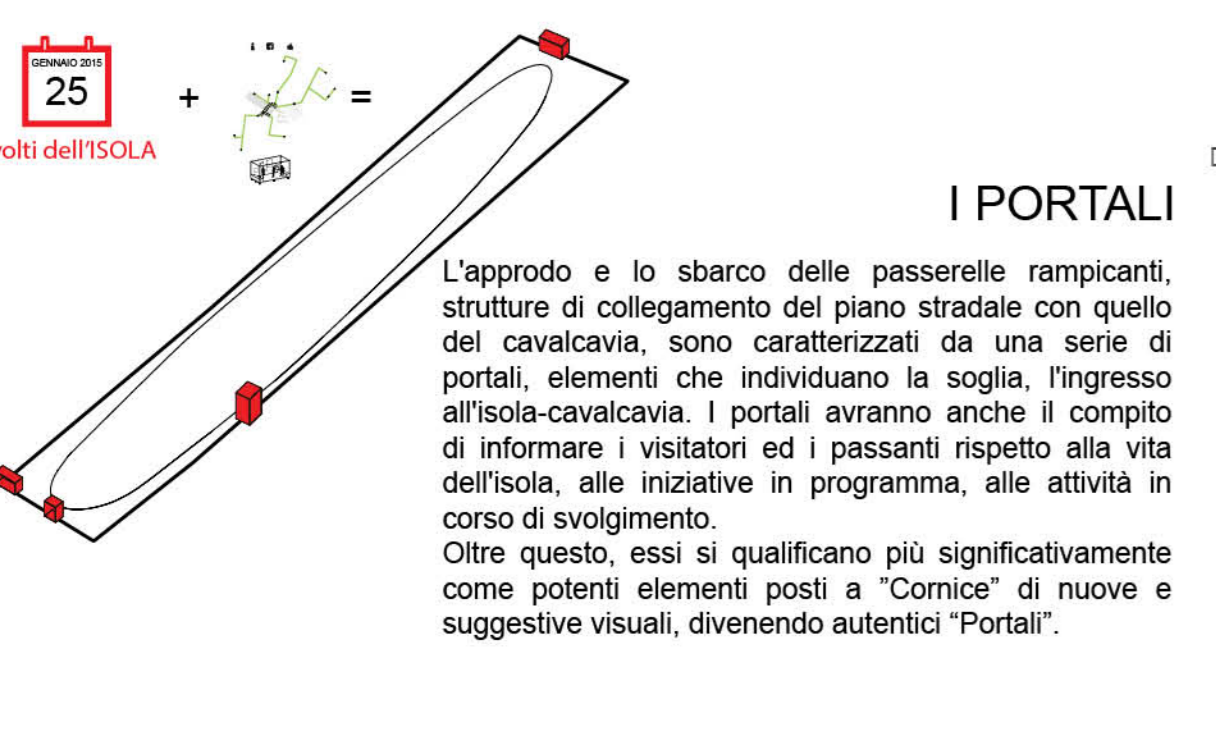 GENNAIO 2015
25
+
=
volti dell'ISOLA
I PORTALI
L'approdo e lo sbarco delle passerelle rampicanti,
strutture di collegamento del piano stradale con quello
del cavalcavia, sono caratterizzati da una serie di
portali, elementi che individuano la soglia, l'ingresso
all'isola-cavalcavia. I portali avranno anche il compito
di informare i visitatori ed i passanti rispetto alla vita
dell'isola, alle iniziative in programma, alle attività in
corso di svolgimento.
Oltre questo, essi si qualificano più significativamente
come potenti elementi posti a ”Cornice” di nuove e
suggestive visuali, divenendo autentici “Portali”.